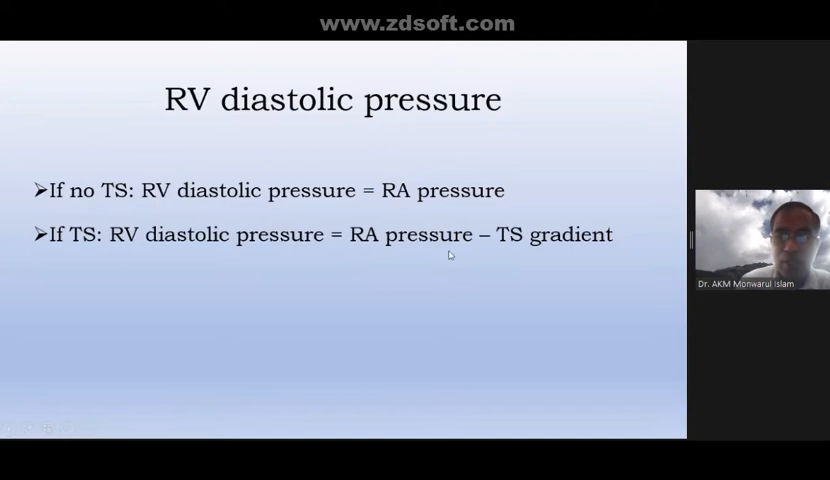 www.zdsoft.com
RV diastolic pressure
➢If no TS: RV diastolic pressure = RA pressure
➢If TS: RV diastolic pressure = RA pressure – TS gradient
Dr. AKM Monwarul Islam